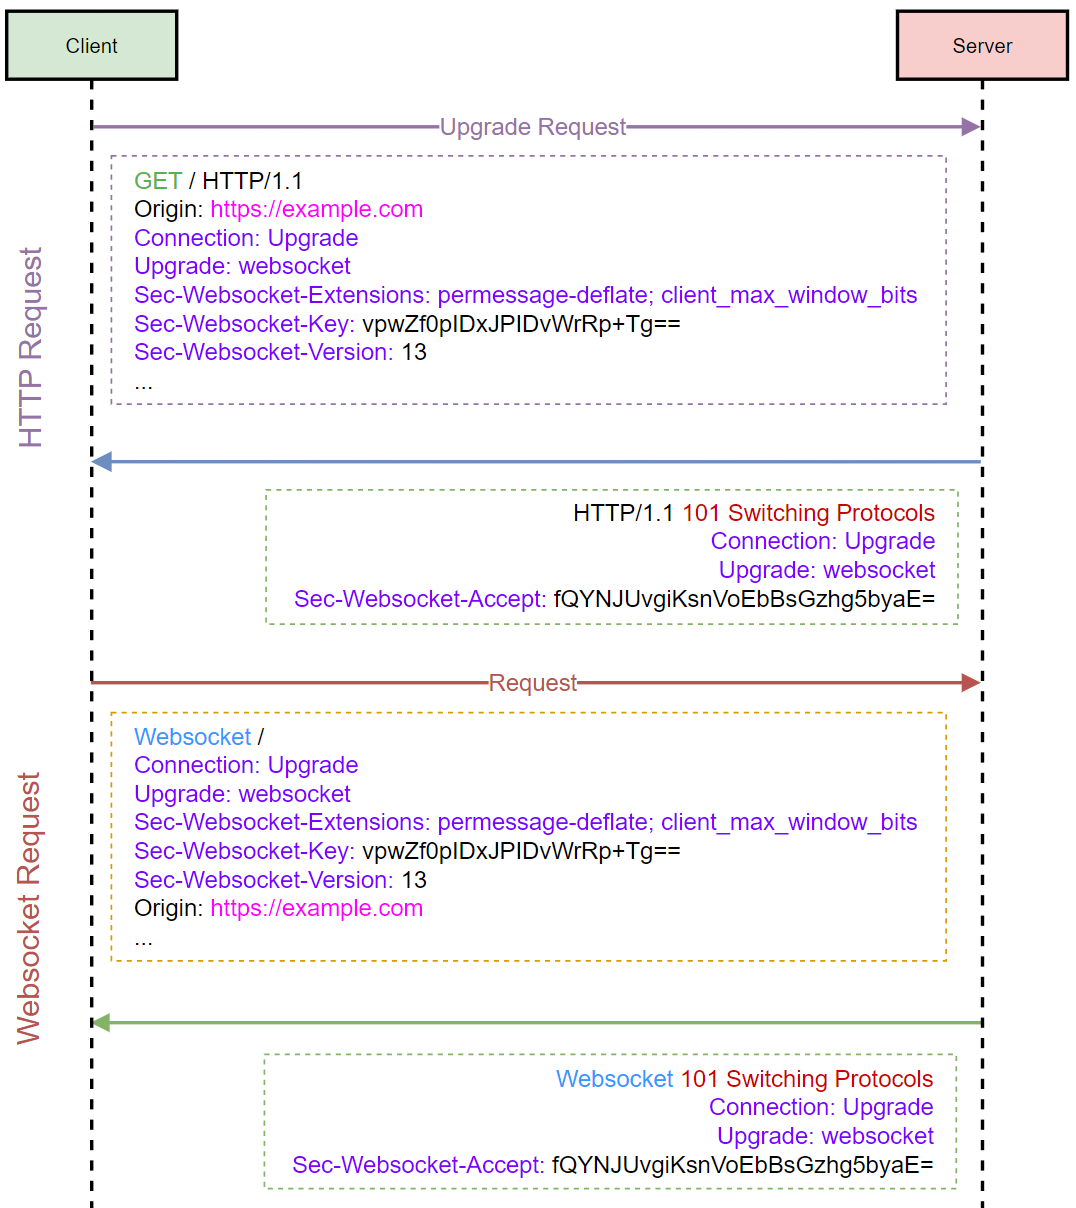 Client
Server
Upgrade Request
HTTP Request
GET / HTTP/1.1
Origin: https://example.com
Connection: Upgrade
Upgrade: websocket
Sec-Websocket-Extensions: permessage-deflate; client_max_window_bits
Sec-Websocket-Key: vpwZf0pIDxJPIDvWrRp+Tg==
Sec-Websocket-Version: 13
...
HTTP/1.1 101 Switching Protocols
Connection: Upgrade
Upgrade: websocket
Sec-Websocket-Accept: fQYNJUvgiKsnVoEbBsGzhg5byaE=
Request
Websocket Request
Websocket /
Connection: Upgrade
Upgrade: websocket
Sec-Websocket-Extensions: permessage-deflate; client_max_window_bits
Sec-Websocket-Key: vpwZf0pIDxJPIDvWrRp+Tg==
Sec-Websocket-Version: 13
Origin: https://example.com
...
Websocket 101 Switching Protocols
Connection: Upgrade
Upgrade: websocket
Sec-Websocket-Accept: fQYNJUvgiKsnVoEbBsGzhg5byaE=